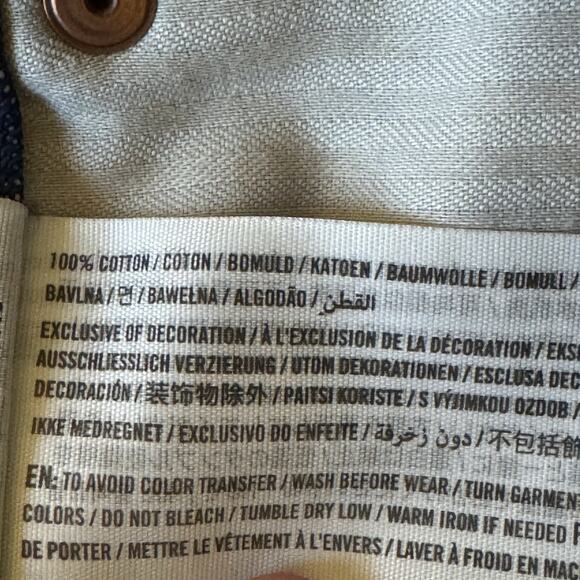 100% COTTON / COTON / BOMULD / KATOEN / BAUMWOLLE / BOMULL /
BAVLNA / 면 / BAWEŁNA / ALGODÃO / القطن
EXCLUSIVE OF DECORATION / À L'EXCLUSION DE LA DÉCORATION /
AUSSCHLIESSLICH VERZIERUNG / UTOM DEKORATIONEN / ESCLUSA
DECORACIÓN / 装饰物除外 / PAITSI KORISTE / S VÝJIMKOU OZDOB /
IKKE MEDREGNET / EXCLUSIVO DO ENFEITE / دون زخرفة / 不包括飾
EN: TO AVOID COLOR TRANSFER / WASH BEFORE WEAR / TURN
COLORS / DO NOT BLEACH / TUMBLE DRY LOW / WARM IRON IF NEEDED
DE PORTER / METTRE LE VÊTEMENT À L'ENVERS / LAVER À FROID EN